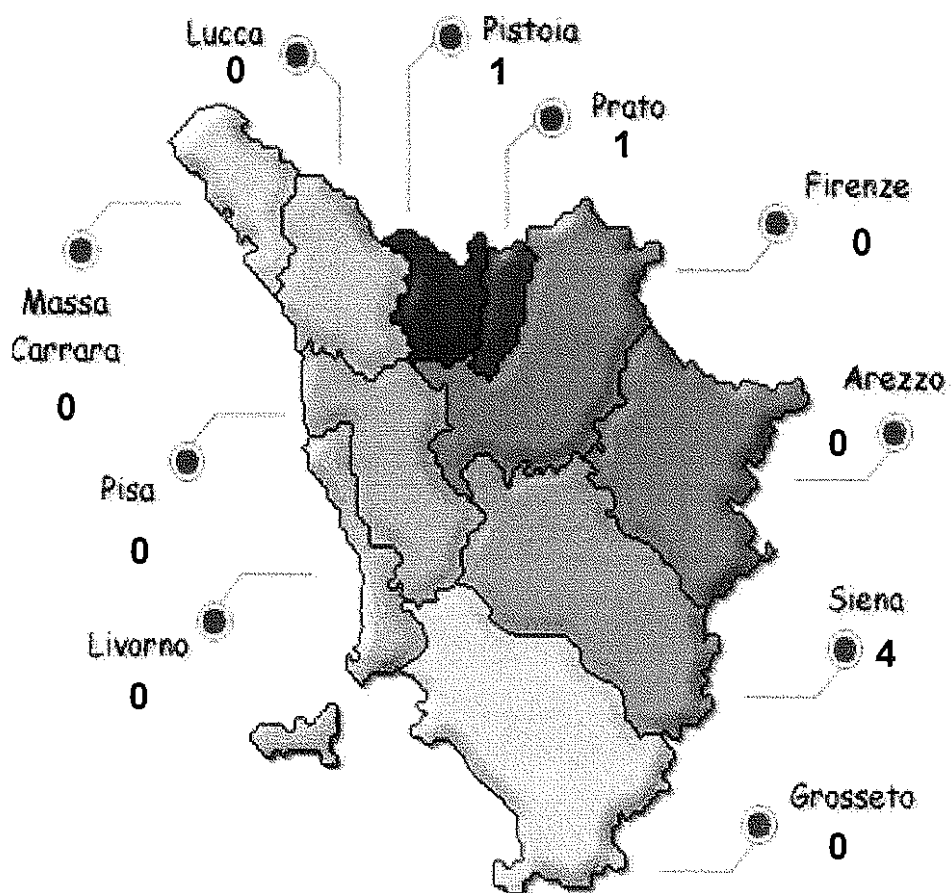 Lucca
0
Pistoia
1
Prato
1
Firenze
0
Massa
Carrara
0
Arezzo
0
Pisa
0
Siena
4
Livorno
0
Grosseto
0